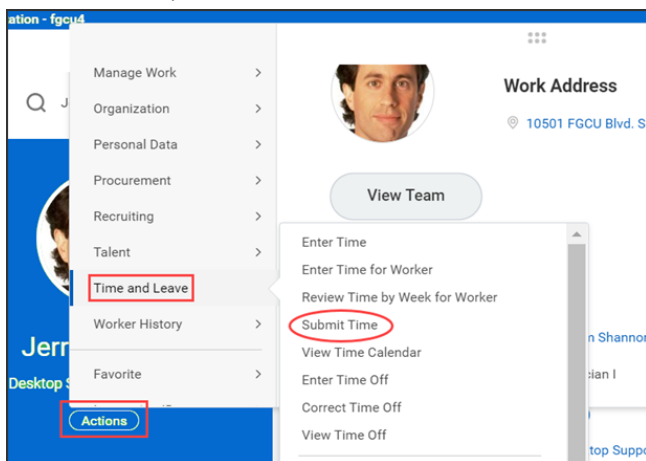 ation - fgcu4
Manage Work
Organization
Personal Data
Procurement
Recruiting
Talent
Time and Leave
Worker History
Favorite
Work Address
10501 FGCU Blvd. S
View Team
Enter Time
Enter Time for Worker
Review Time by Week for Worker
Submit Time
View Time Calendar
Enter Time Off
Correct Time Off
View Time Off
J
Jerr
Desktop S
Actions
n Shannon
cian I
top Suppo